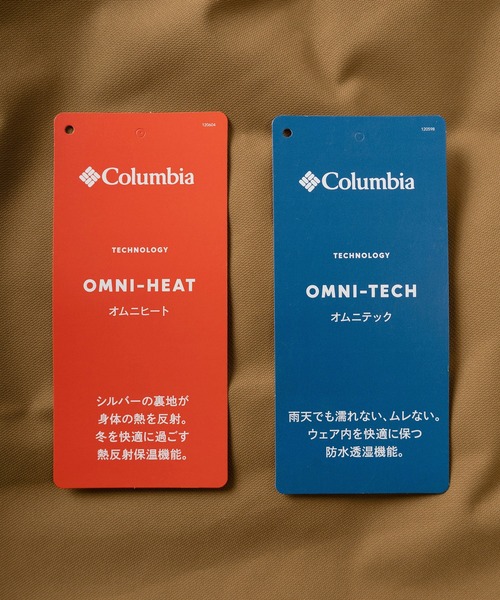 120604
Columbia
TECHNOLOGY
OMNI-HEAT
オムニヒート
シルバーの裏地が
身体の熱を反射。
冬を快適に過ごす
熱反射保温機能。
120598
Columbia
TECHNOLOGY
OMNI-TECH
オムニテック
雨天でも濡れない、ムレない。
ウェア内を快適に保つ
防水透湿機能。